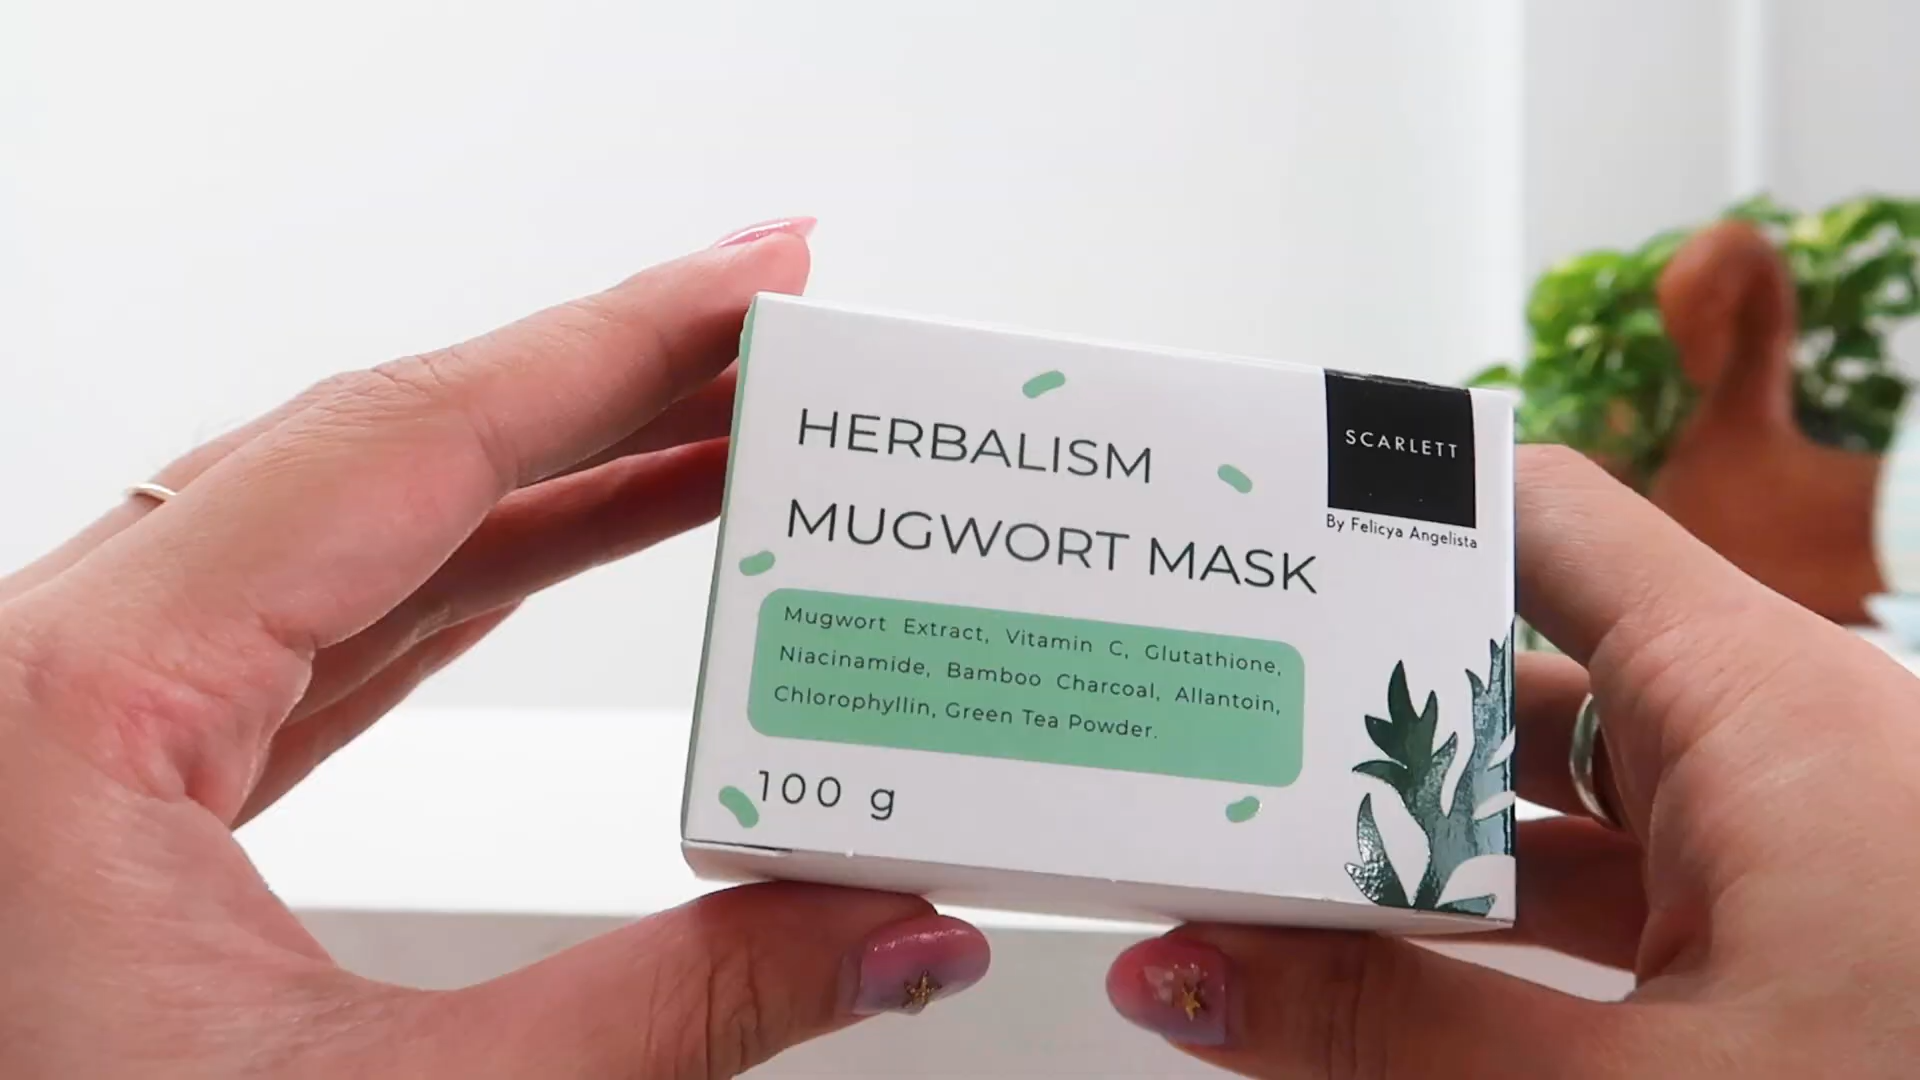 HERBALISM
MUGWORT MASK
SCARLETT
By Felicya Angelista
Mugwort Extract, Vitamin C, Glutathione,
Niacinamide, Bamboo Charcoal, Allantoin,
Chlorophyllin, Green Tea Powder.
100 g